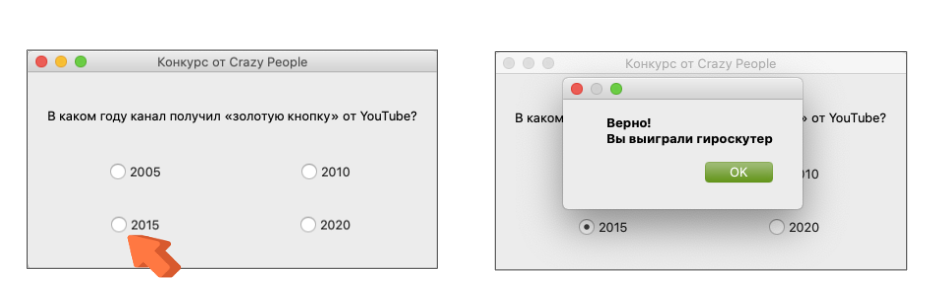 Конкурс от Crazy People
В каком году канал получил «золотую кнопку» от YouTube?
2005
2010
2015
2020
Конкурс от Crazy People
В каком
» от YouTube?
Верно!
Вы выиграли гироскутер
OK
10
2015
2020